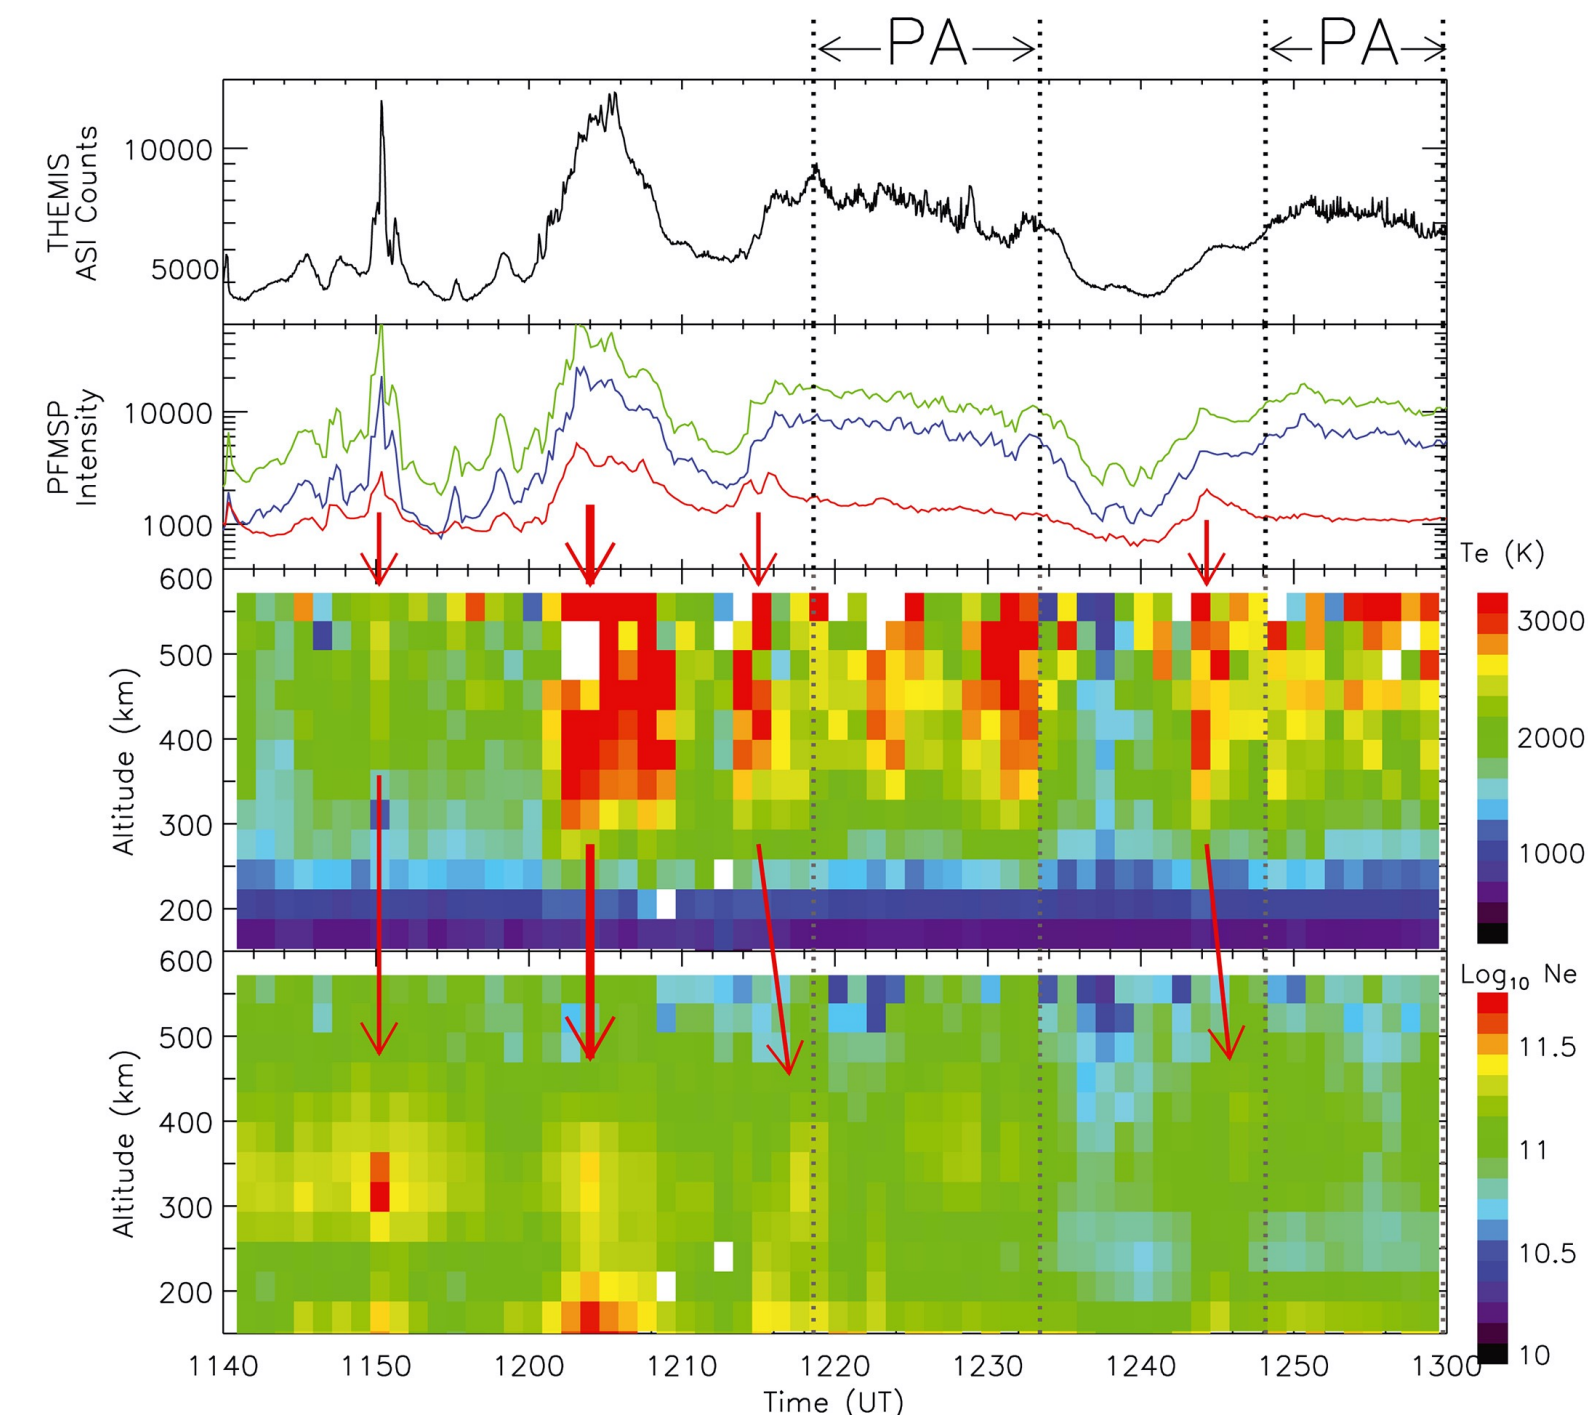 PA PA
THEMIS
ASI Counts
10000
5000
PFMSP
Intensity
10000
1000
Te (K)
Altitude (km)
600
500
400
300
200
3000
2000
1000
Altitude (km)
600
500
400
300
200
Log₁₀ Ne
11.5
11
10.5
10
1140 1150 1200 1210 1220 1230 1240 1250 1300
Time (UT)